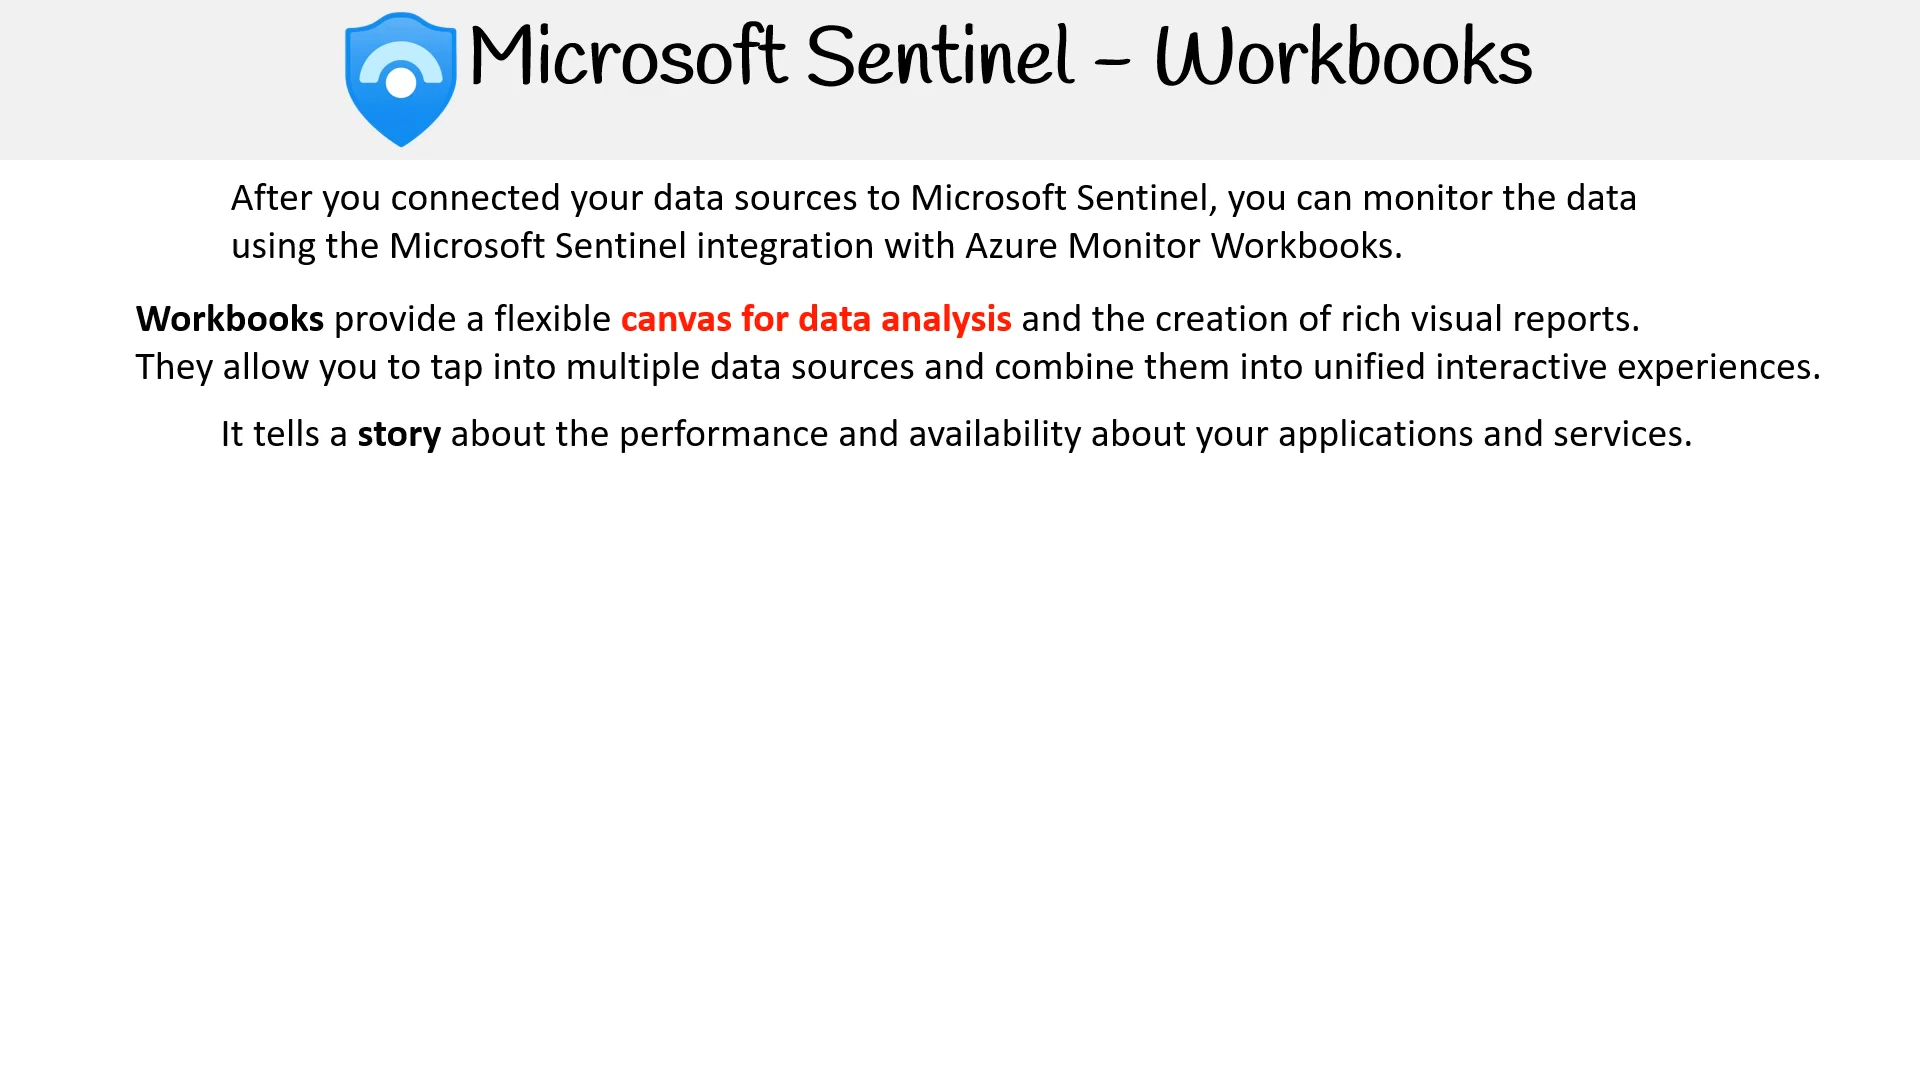 Microsoft Sentinel – Workbooks
After you connected your data sources to Microsoft Sentinel, you can monitor the data
using the Microsoft Sentinel integration with Azure Monitor Workbooks.
Workbooks provide a flexible canvas for data analysis and the creation of rich visual reports.
They allow you to tap into multiple data sources and combine them into unified interactive experiences.
It tells a story about the performance and availability about your applications and services.